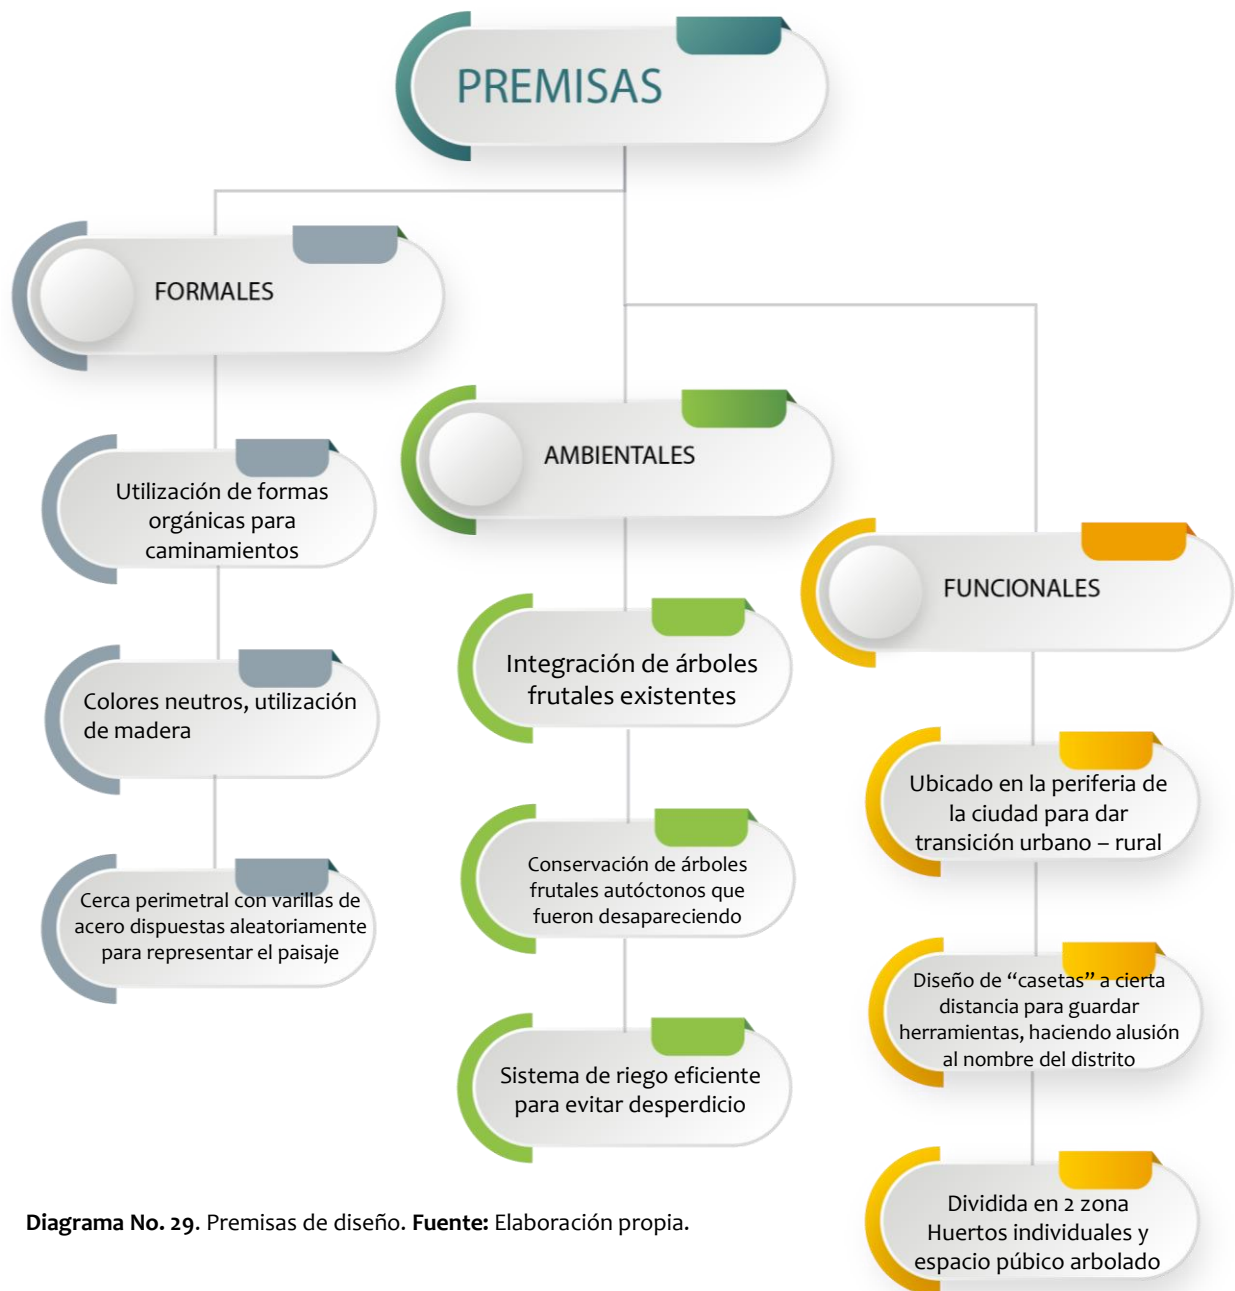 PREMISAS
FORMALES
Utilización de formas
orgánicas para
caminamientos
Colores neutros, utilización
de madera
Cerca perimetral con varillas de
acero dispuestas aleatoriamente
para representar el paisaje
AMBIENTALES
Integración de árboles
frutales existentes
Conservación de árboles
frutales autóctonos que
fueron desapareciendo
Sistema de riego eficiente
para evitar desperdicio
FUNCIONALES
Ubicado en la periferia de
la ciudad para dar
transición urbano – rural
Diseño de “casetas” a cierta
distancia para guardar
herramientas, haciendo alusión
al nombre del distrito
Dividida en 2 zona
Huertos individuales y
espacio púbico arbolado
Diagrama No. 29. Premisas de diseño. Fuente: Elaboración propia.